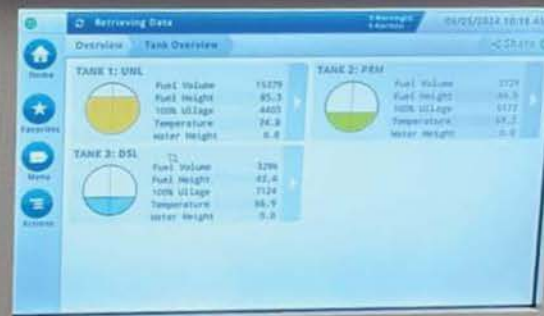 Retrieving Data
Overview
Tank Overview
Home
Favorites
Menu
Actions
TANK 1: UNL
Fuel Volume 15379
Fuel Height 85.3
100% Ullage 4403
Temperature 74.8
Water Height 0.0
TANK 2: PRM
Fuel Volume
Fuel Height
100% Ullage
Temperature
Water Height 0.0
TANK 3: DSL
Fuel Volume 3296
Fuel Height 42.4
100% Ullage 7124
Temperature 66.9
Water Height 0.0